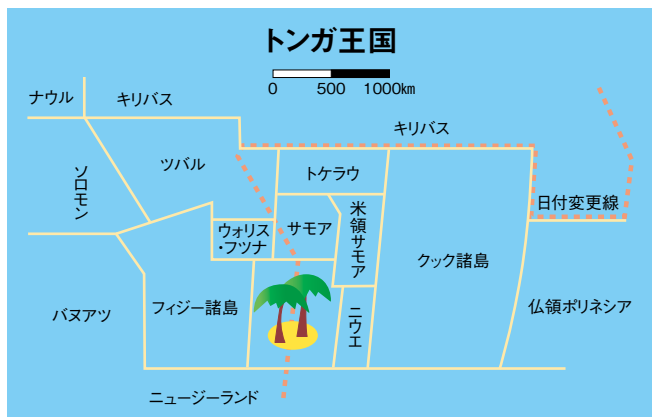 トンガ王国
0 500 1000㎞
ナウル
キリバス
キリバス
ツバル
トケラウ
ソロモン
日付変更線
米領サモア
ウォリス
・フツナ
サモア
クック諸島
バヌアツ
フィジー諸島
ニウエ
仏領ポリネシア
ニュージーランド